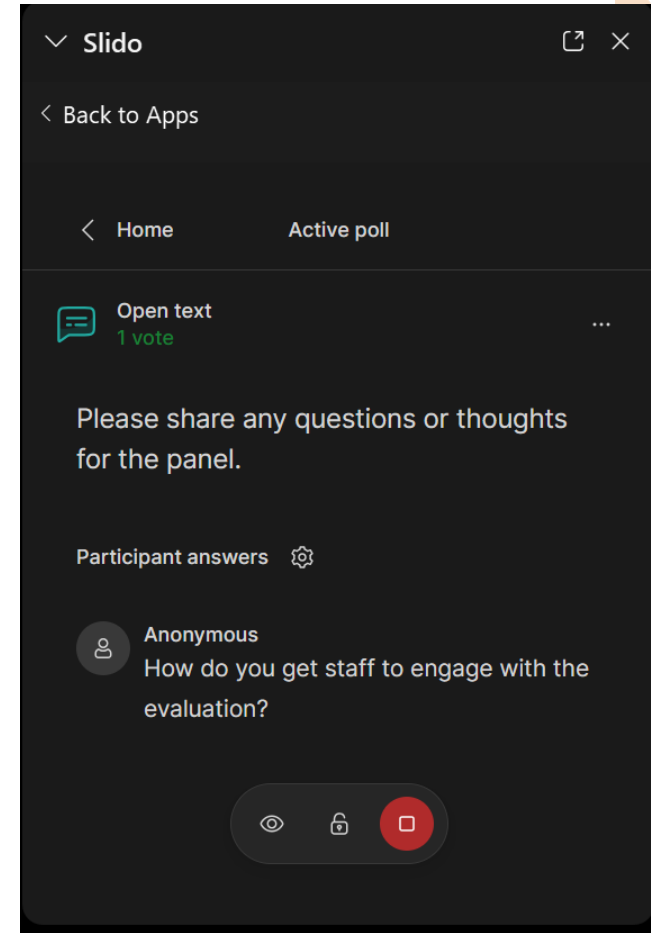 Slido
Back to Apps
Home
Active poll
Open text
1 vote
Please share any questions or thoughts
for the panel.
Participant answers
Anonymous
How do you get staff to engage with the
evaluation?